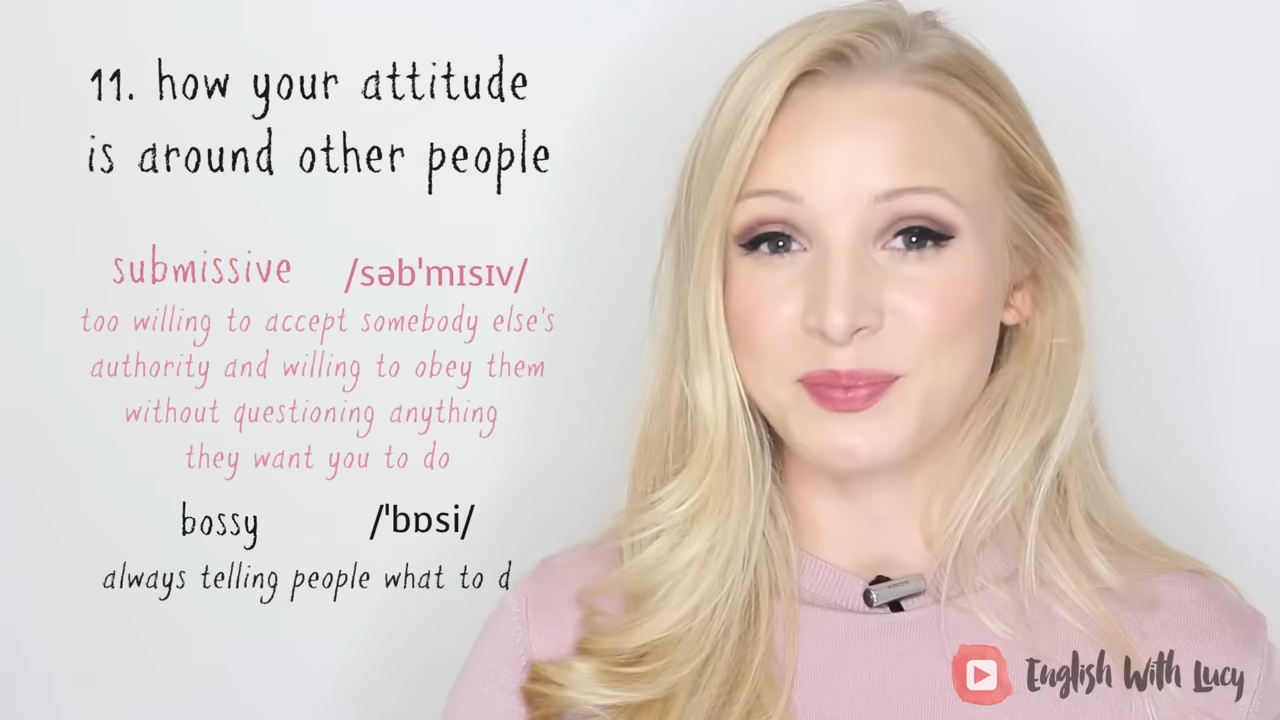 11. how your attitude
is around other people
submissive /səbˈmɪsɪv/
too willing to accept somebody else's
authority and willing to obey them
without questioning anything
they want you to do
bossy /ˈbɒsi/
always telling people what to d
SONY
English With Lucy